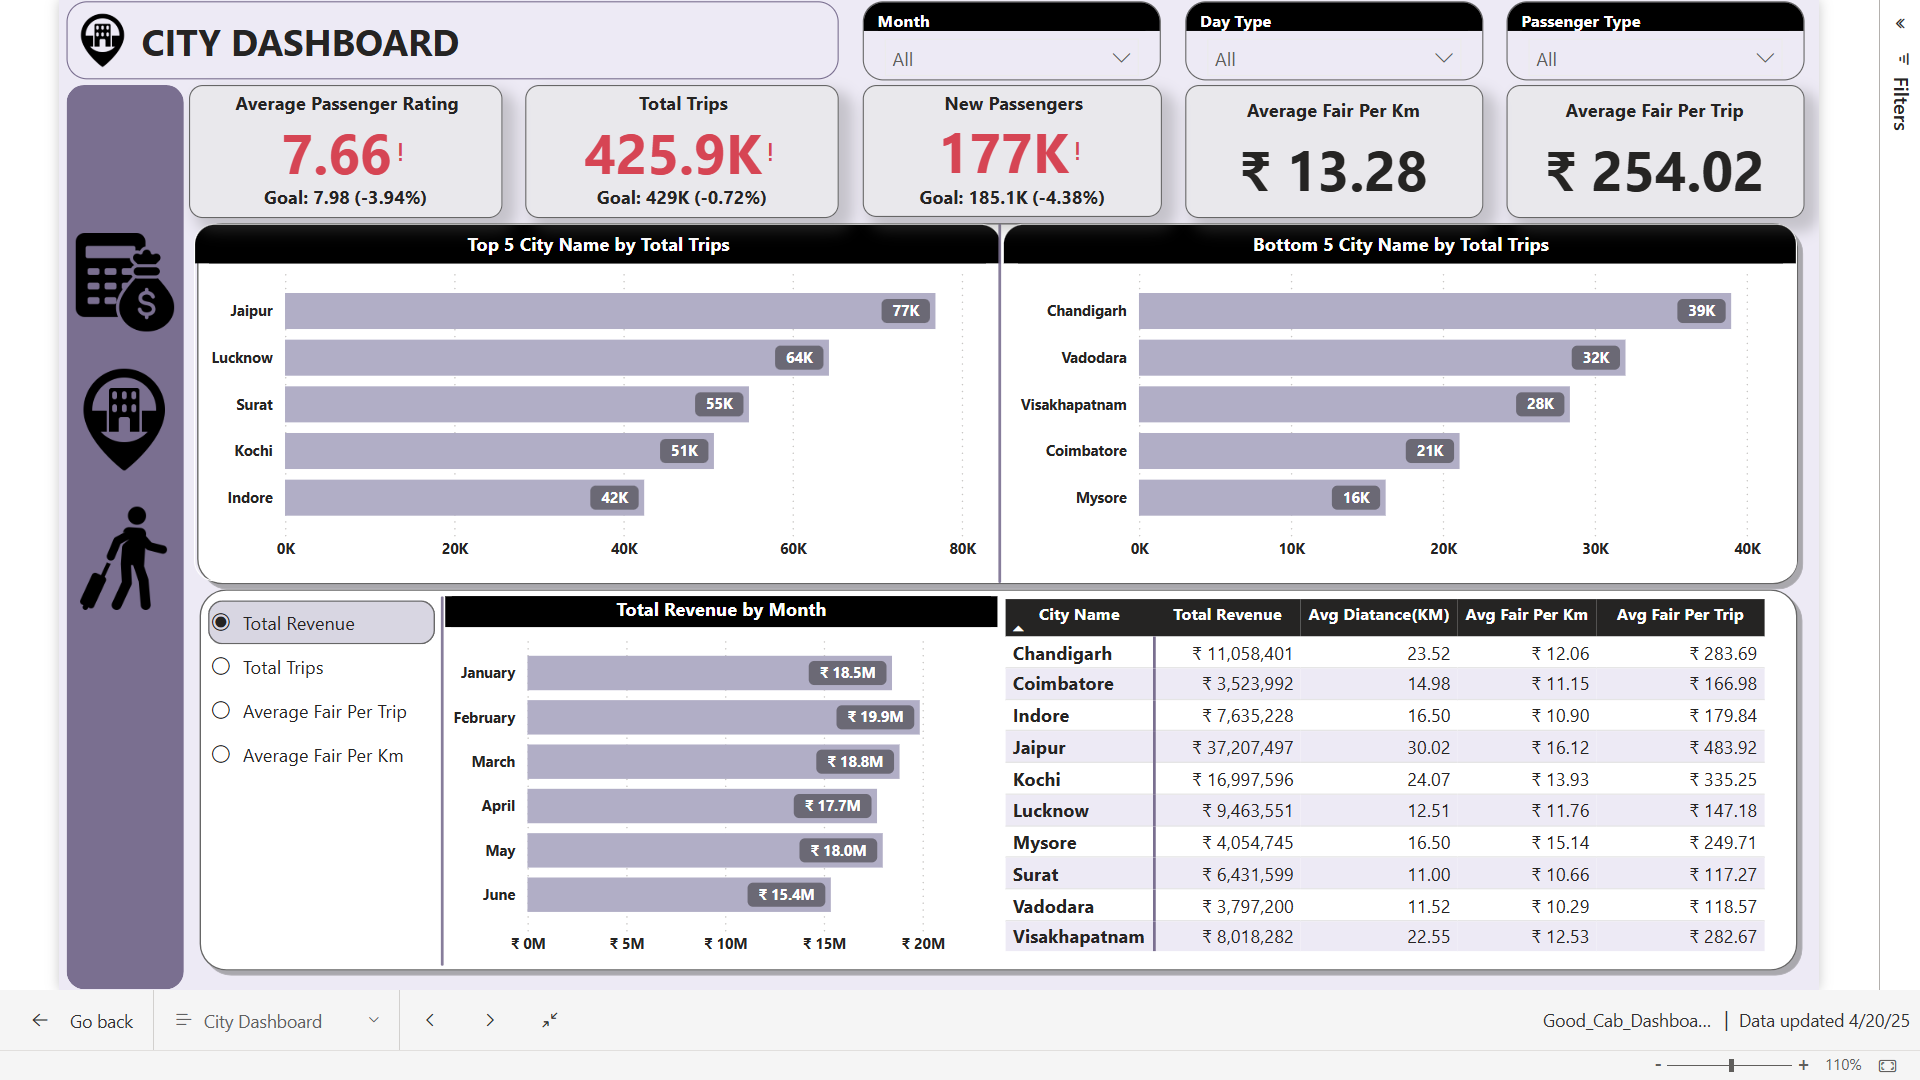 CITY DASHBOARD
Month
All
Day Type
All
Passenger Type
All
«
Filters
Average Passenger Rating
7.66!
Goal: 7.98 (-3.94%)
Total Trips
425.9K!
Goal: 429K (-0.72%)
New Passengers
177K!
Goal: 185.1K (-4.38%)
Average Fair Per Km
₹ 13.28
Average Fair Per Trip
₹ 254.02
Top 5 City Name by Total Trips
Jaipur 77K
Lucknow 64K
Surat 55K
Kochi 51K
Indore 42K
0K 20K 40K 60K 80K
Bottom 5 City Name by Total Trips
Chandigarh 39K
Vadodara 32K
Visakhapatnam 28K
Coimbatore 21K
Mysore 16K
0K 10K 20K 30K 40K
Total Revenue
Total Trips
Average Fair Per Trip
Average Fair Per Km
Total Revenue by Month
January ₹ 18.5M
February ₹ 19.9M
March ₹ 18.8M
April ₹ 17.7M
May ₹ 18.0M
June ₹ 15.4M
₹ 0M ₹ 5M ₹ 10M ₹ 15M ₹ 20M
City Name Total Revenue Avg Diatance(KM) Avg Fair Per Km Avg Fair Per Trip
Chandigarh ₹ 11,058,401 23.52 ₹ 12.06 ₹ 283.69
Coimbatore ₹ 3,523,992 14.98 ₹ 11.15 ₹ 166.98
Indore ₹ 7,635,228 16.50 ₹ 10.90 ₹ 179.84
Jaipur ₹ 37,207,497 30.02 ₹ 16.12 ₹ 483.92
Kochi ₹ 16,997,596 24.07 ₹ 13.93 ₹ 335.25
Lucknow ₹ 9,463,551 12.51 ₹ 11.76 ₹ 147.18
Mysore ₹ 4,054,745 16.50 ₹ 15.14 ₹ 249.71
Surat ₹ 6,431,599 11.00 ₹ 10.66 ₹ 117.27
Vadodara ₹ 3,797,200 11.52 ₹ 10.29 ₹ 118.57
Visakhapatnam ₹ 8,018,282 22.55 ₹ 12.53 ₹ 282.67
Go back
City Dashboard
Good_Cab_Dashboa... | Data updated 4/20/25
- + 110%